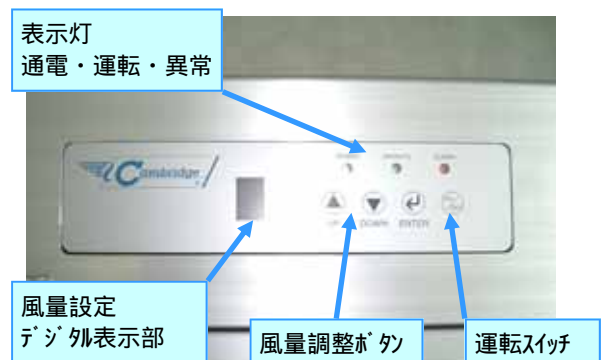 表示灯
通電・運転・異常
Cambridge
UP DOWN ENTER
風量設定
ﾃﾞｼﾞﾀﾙ表示部
風量調整ﾎﾞﾀﾝ
運転ｽｲｯﾁ